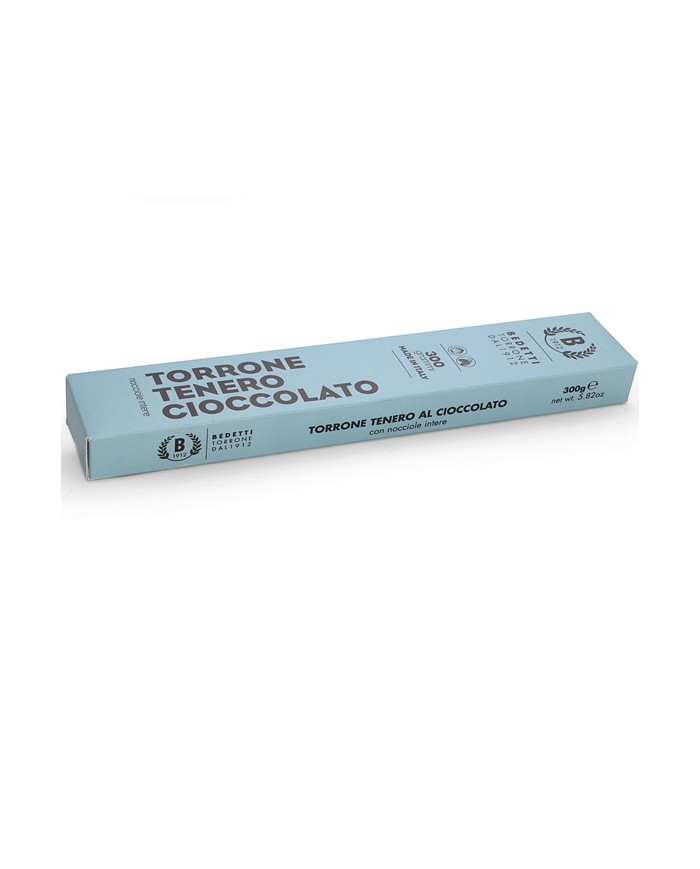 TORRONE
TENERO
CIOCCOLATO
nocciole intere
300
grammi
MADE IN ITALY
BEDETTI
TORRONE
DAL 1912
B
1912
B
1912
BEDETTI
TORRONE
DAL 1912
TORRONE TENERO AL CIOCCOLATO
con nocciole intere
300g ℮
net wt. 5.82oz